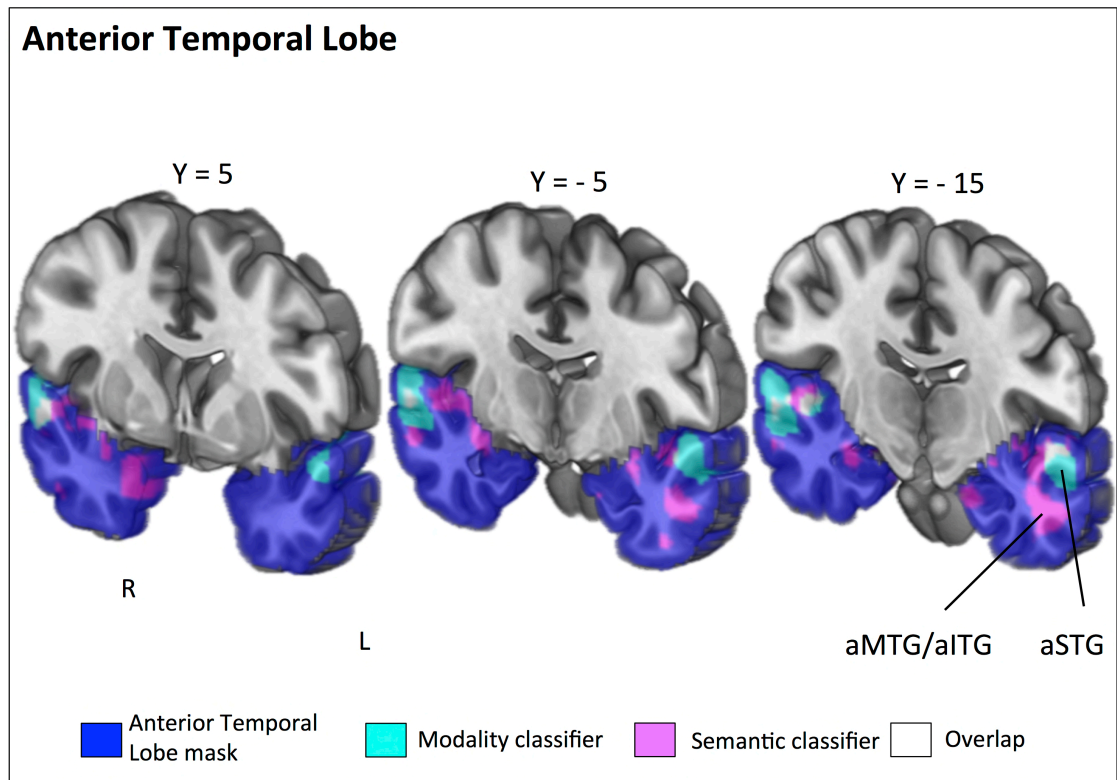 Anterior Temporal Lobe
Y = 5
Y = - 5
Y = - 15
R
L
aMTG/aITG
aSTG
Anterior Temporal
Lobe mask
Modality classifier
Semantic classifier
Overlap